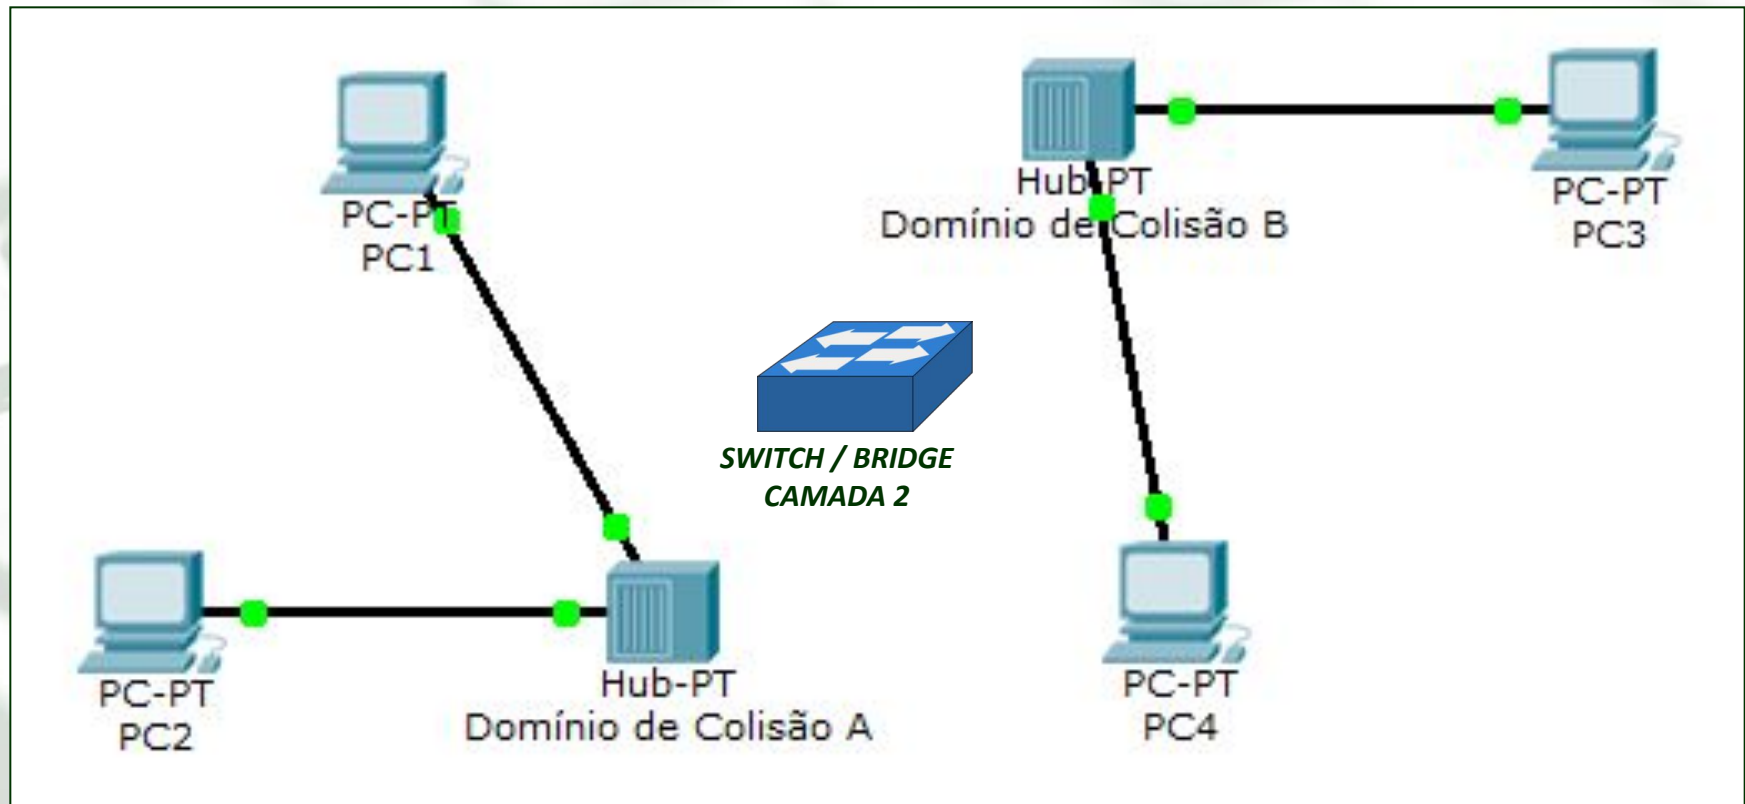 PC-PT
PC1
Hub-PT
Domínio de Colisão B
PC-PT
PC3
SWITCH / BRIDGE
CAMADA 2
PC-PT
PC2
Hub-PT
Domínio de Colisão A
PC-PT
PC4